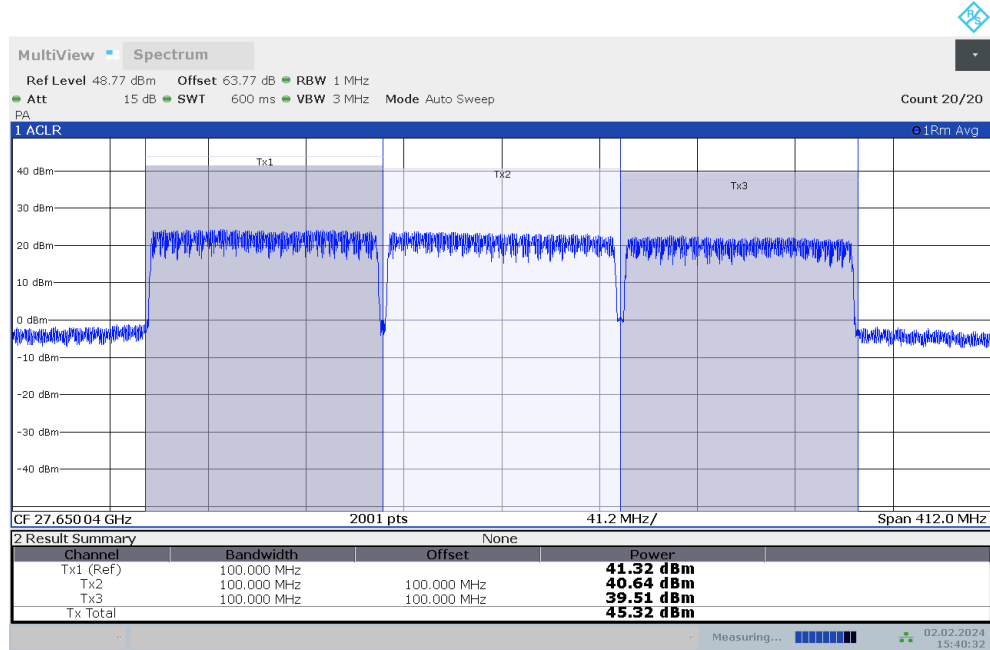 R&S
MultiView Spectrum
Ref Level 48.77 dBm Offset 63.77 dB RBW 1 MHz
Att 15 dB SWT 600 ms VBW 3 MHz Mode Auto Sweep Count 20/20
PA
1 ACLR 1Rm Avg
Tx1
Tx2
Tx3
40 dBm
30 dBm
20 dBm
10 dBm
0 dBm
-10 dBm
-20 dBm
-30 dBm
-40 dBm
CF 27.65004 GHz 2001 pts 41.2 MHz/ Span 412.0 MHz
2 Result Summary None
Channel Bandwidth Offset Power
Tx1 (Ref) 100.000 MHz 41.32 dBm
Tx2 100.000 MHz 100.000 MHz 40.64 dBm
Tx3 100.000 MHz 100.000 MHz 39.51 dBm
Tx Total 45.32 dBm
Measuring... 02.02.2024
15:40:32